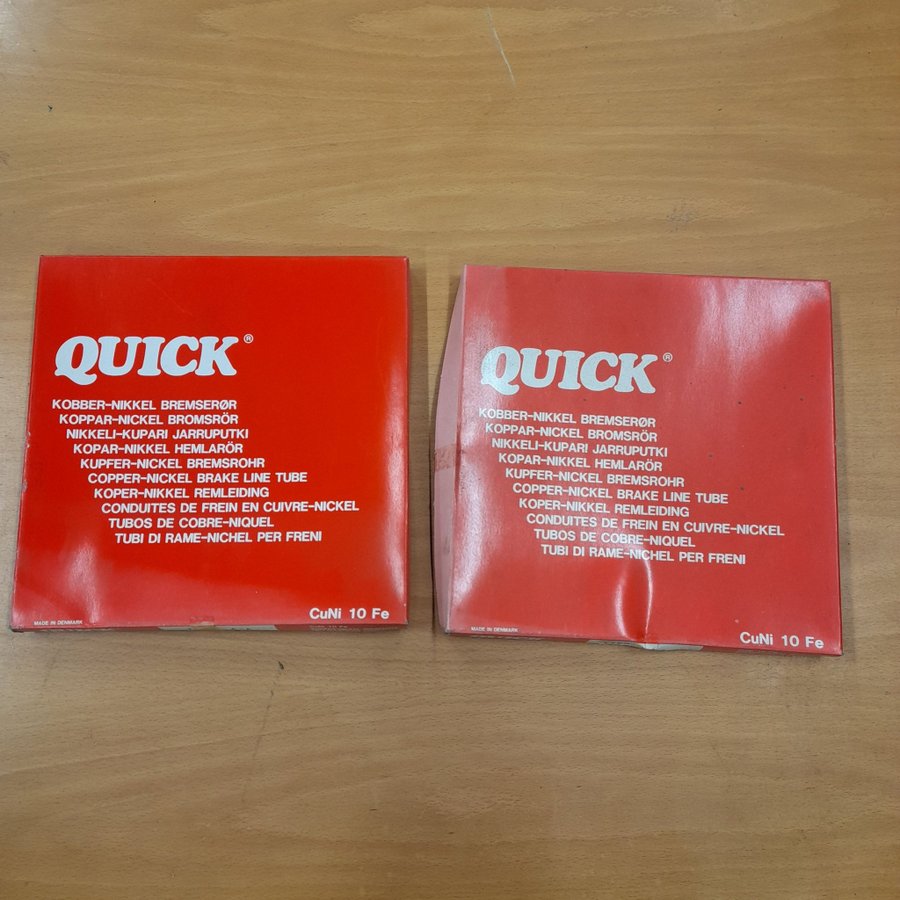 QUICK®
KOBBER-NIKKEL BREMSERØR
KOPPAR-NICKEL BROMSRÖR
NIKKELI-KUPARI JARRUPUTKI
KOPAR-NIKKEL HEMLARÖR
KUPFER-NICKEL BREMSROHR
COPPER-NICKEL BRAKE LINE TUBE
KOPER-NIKKEL REMLEIDING
CONDUITES DE FREIN EN CUIVRE-NICKEL
TUBOS DE COBRE-NIQUEL
TUBI DI RAME-NICHEL PER FRENI
MADE IN DENMARK
CuNi 10 Fe
CuNi 10 Fe
QUICK®
KOBBER-NIKKEL BREMSERØR
KOPPAR-NICKEL BROMSRÖR
NIKKELI-KUPARI JARRUPUTKI
KOPAR-NIKKEL HEMLARÖR
KUPFER-NICKEL BREMSROHR
COPPER-NICKEL BRAKE LINE TUBE
KOPER-NIKKEL REMLEIDING
CONDUITES DE FREIN EN CUIVRE-NICKEL
TUBOS DE COBRE-NIQUEL
TUBI DI RAME-NICHEL PER FRENI
MADE IN DENMARK
CuNi 10 Fe